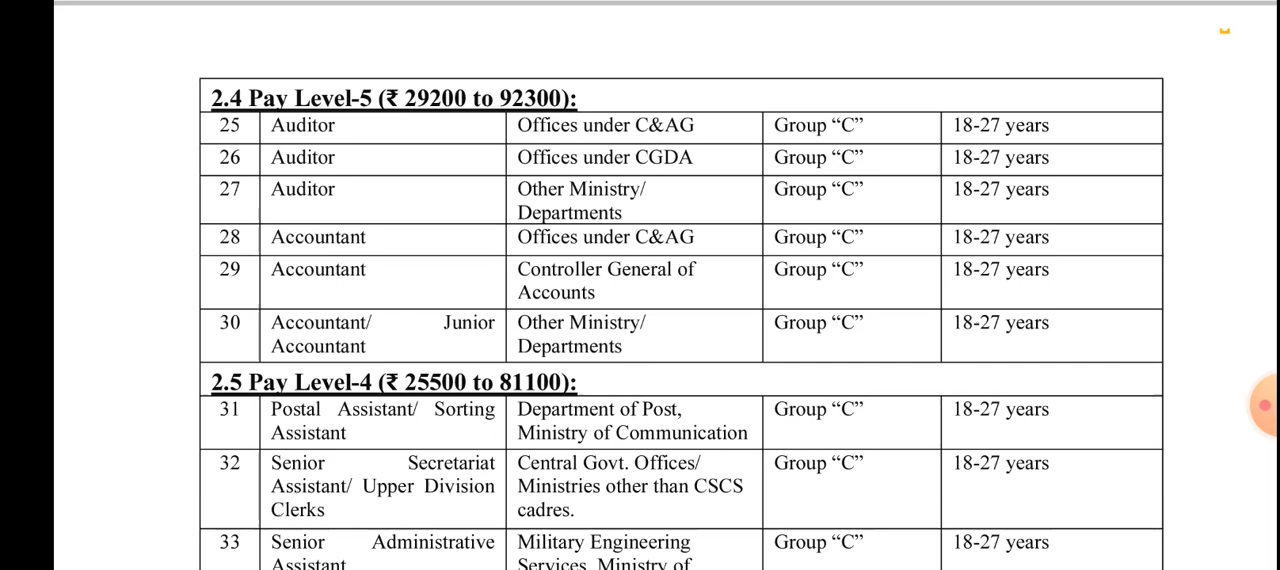 2.4 Pay Level-5 (₹ 29200 to 92300):
25 Auditor Offices under C&AG Group “C” 18-27 years
26 Auditor Offices under CGDA Group “C” 18-27 years
27 Auditor Other Ministry/ Group “C” 18-27 years
Departments
28 Accountant Offices under C&AG Group “C” 18-27 years
29 Accountant Controller General of Group “C” 18-27 years
Accounts
30 Accountant/ Junior Other Ministry/ Group “C” 18-27 years
Accountant Departments
2.5 Pay Level-4 (₹ 25500 to 81100):
31 Postal Assistant/ Sorting Department of Post, Group “C” 18-27 years
Assistant Ministry of Communication
32 Senior Secretariat Central Govt. Offices/ Group “C” 18-27 years
Assistant/ Upper Division Ministries other than CSCS
Clerks cadres.
33 Senior Administrative Military Engineering Group “C” 18-27 years
Assistant Services, Ministry of